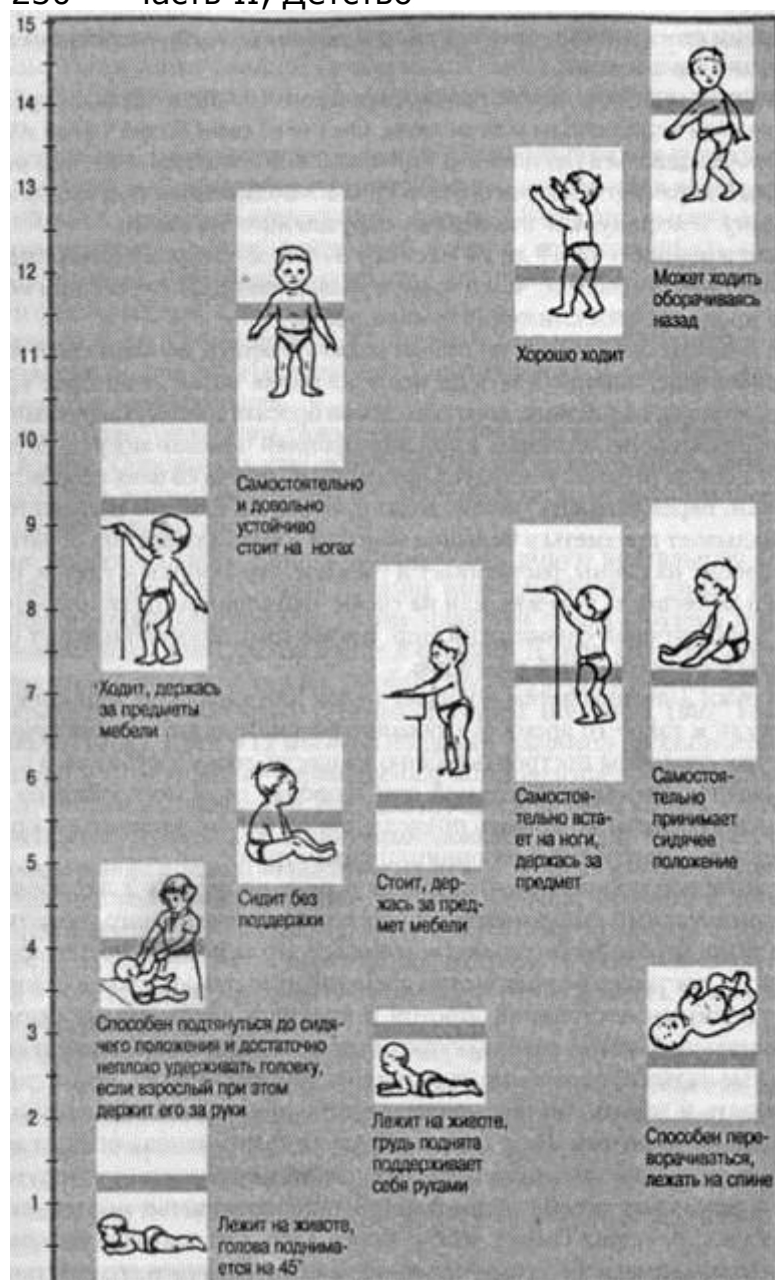 Часть II, Детство
15
14
13
12
11
10
9
8
7
6
5
4
3
2
1
Может ходить
оборачиваясь
назад
Хорошо ходит
Самостоятельно
и довольно
устойчиво
стоит на ногах
Ходит, держась
за предметы
мебели
Сидит без
поддержки
Стоит, дер-
жась за пред-
мет мебели
Самостоя-
тельно вста-
ет на ноги,
держась за
предмет
Самостоя-
тельно
принимает
сидячее
положение
Способен подтянуться до сидя-
чего положения и достаточно
неплохо удерживать головку,
если взрослый при этом
держит его за руки
Лежит на животе,
грудь поднята
поддерживает
себя руками
Способен пере-
ворачиваться,
лежать на спине
Лежит на животе,
голова поднима-
ется на 45°